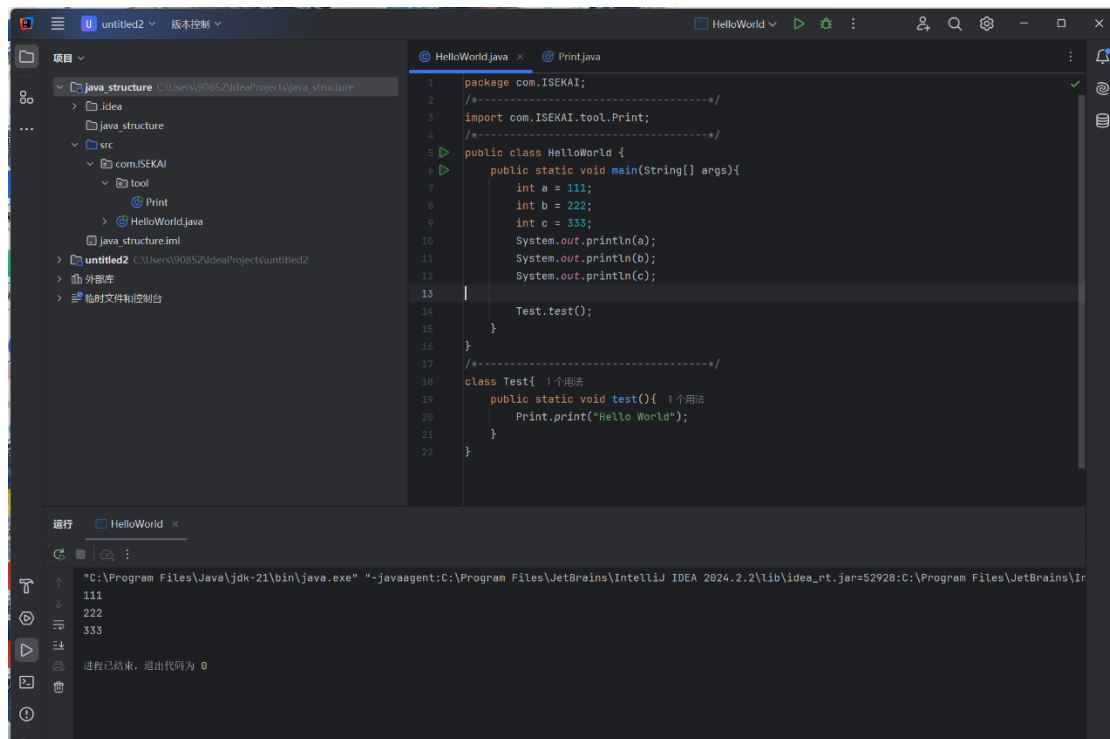 U untitled2 版本控制 HelloWorld
项目
java_structure C:\Users\90852\IdeaProjects\java_structure
.idea
java_structure
src
com.ISEKAI
tool
Print
HelloWorld.java
java_structure.iml
untitled2 C:\Users\90852\IdeaProjects\untitled2
外部库
临时文件和控制台
HelloWorld.java Print.java
1 package com.ISEKAI;
2 /*-----------------------------------*/
3 import com.ISEKAI.tool.Print;
4 /*-----------------------------------*/
5 public class HelloWorld {
6 public static void main(String[] args){
7 int a = 111;
8 int b = 222;
9 int c = 333;
10 System.out.println(a);
11 System.out.println(b);
12 System.out.println(c);
13
14 Test.test();
15 }
16 }
17 /*-----------------------------------*/
18 class Test{ 1个用法
19 public static void test(){ 1个用法
20 Print.print("Hello World");
21 }
22 }
运行 HelloWorld
"C:\Program Files\Java\jdk-21\bin\java.exe" "-javaagent:C:\Program Files\JetBrains\IntelliJ IDEA 2024.2.2\lib\idea_rt.jar=52928:C:\Program Files\JetBrains\In
111
222
333
进程已结束，退出代码为 0